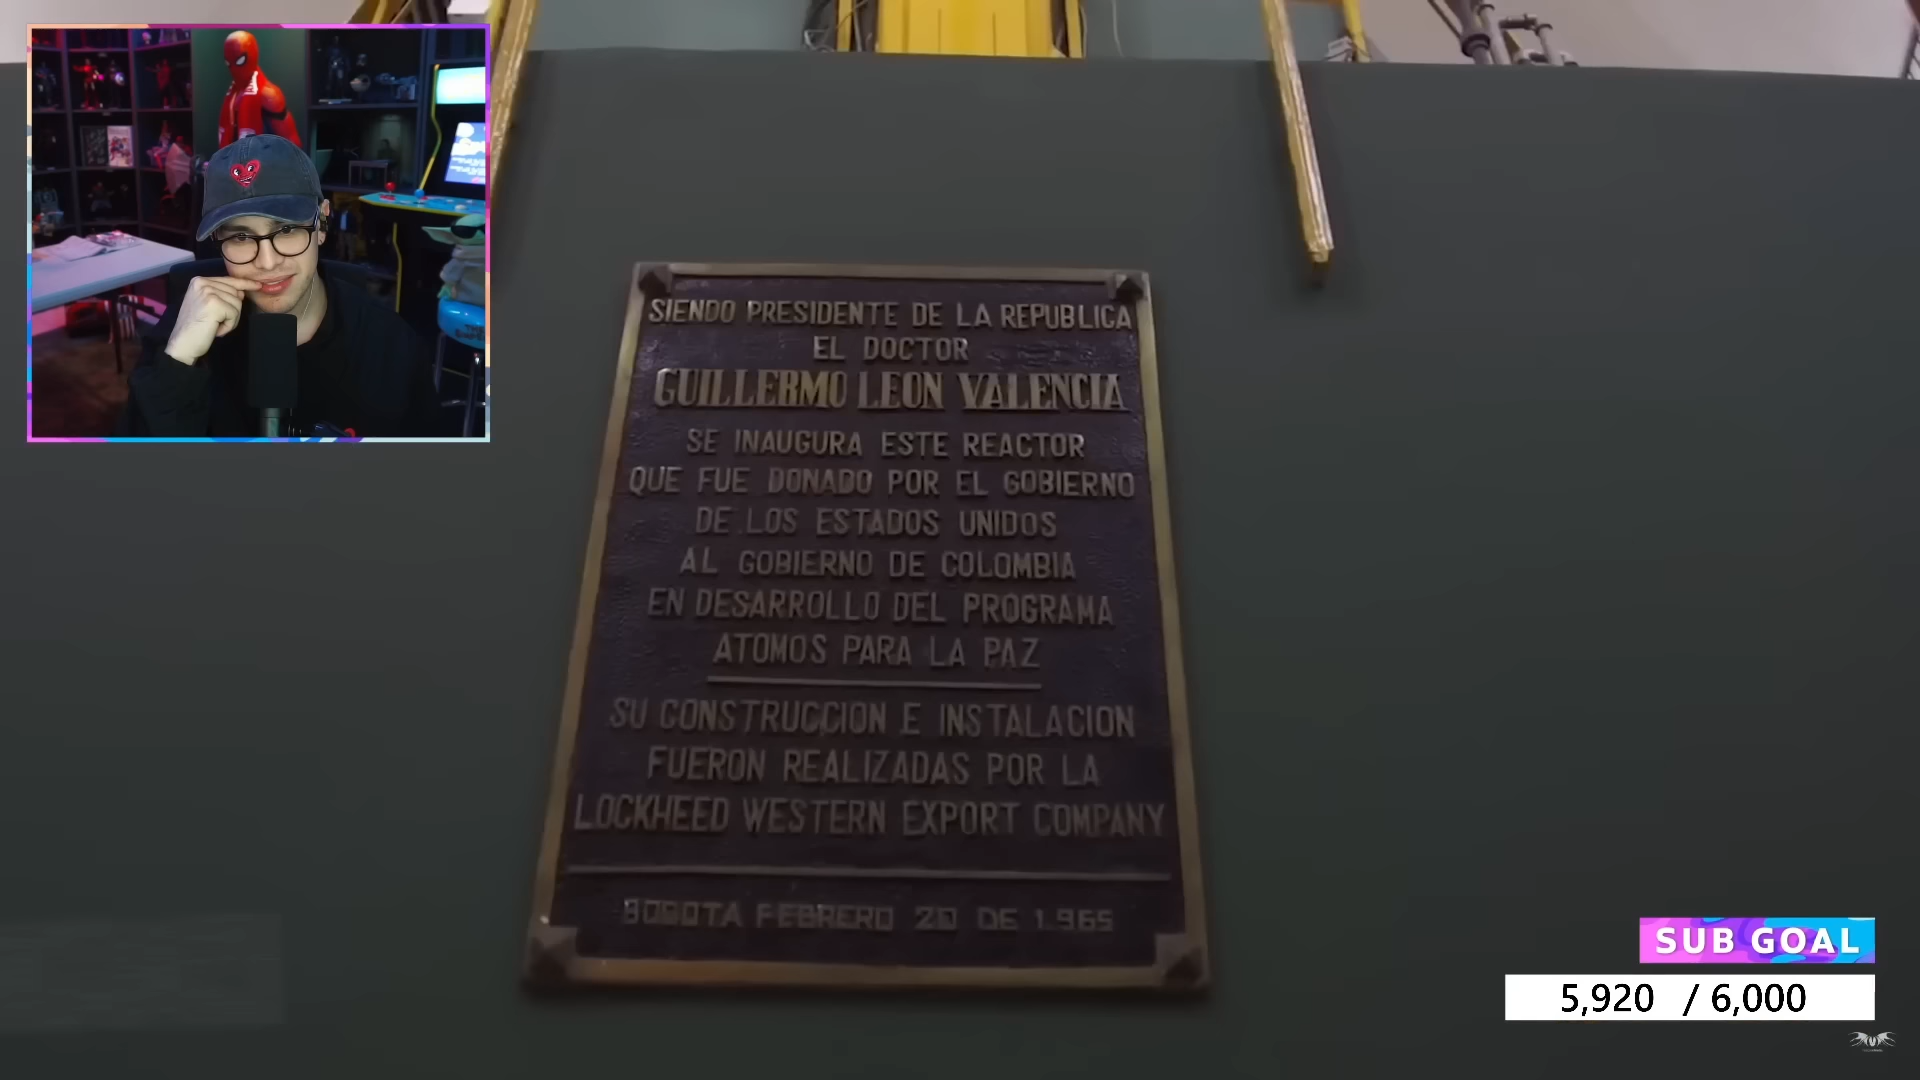 SIENDO PRESIDENTE DE LA REPUBLICA
EL DOCTOR
GUILLERMO LEON VALENCIA
SE INAUGURA ESTE REACTOR
QUE FUE DONADO POR EL GOBIERNO
DE LOS ESTADOS UNIDOS
AL GOBIERNO DE COLOMBIA
EN DESARROLLO DEL PROGRAMA
ATOMOS PARA LA PAZ
SU CONSTRUCCION E INSTALACION
FUERON REALIZADAS POR LA
LOCKHEED WESTERN EXPORT COMPANY
BOGOTA FEBRERO 20 DE 1.965
SUB GOAL
5,920 / 6,000